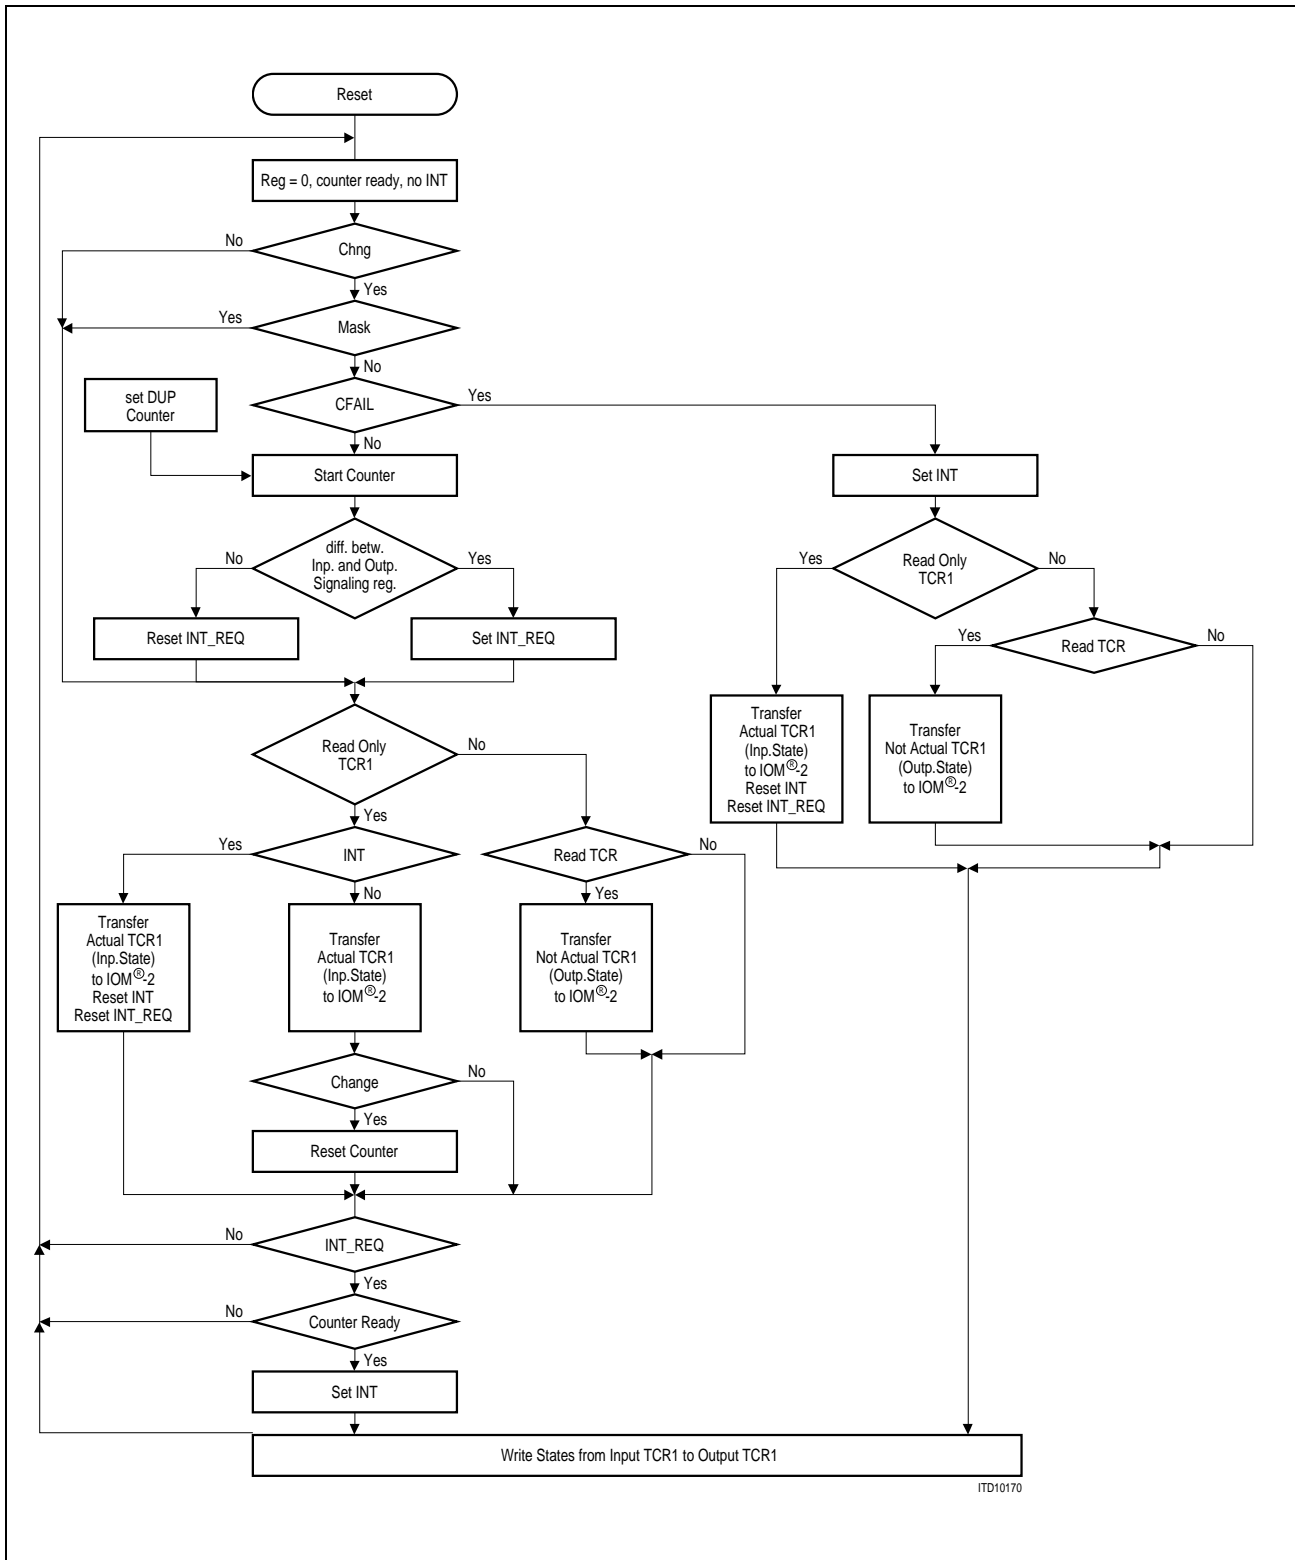 Reset
Reg = 0, counter ready, no INT
No
Chng
Yes
Yes
Mask
No
set DUP
Counter
CFAIL
Yes
No
Start Counter
Set INT
No
diff. betw.
Inp. and Outp.
Signaling reg.
Yes
Yes
Read Only
TCR1
No
Reset INT_REQ
Set INT_REQ
Yes
Read TCR
No
Transfer
Actual TCR1
(Inp.State)
to IOM®-2
Reset INT
Reset INT_REQ
Transfer
Not Actual TCR1
(Outp.State)
to IOM®-2
Read Only
TCR1
No
Yes
Yes
INT
No
Read TCR
No
Yes
Transfer
Actual TCR1
(Inp.State)
to IOM®-2
Reset INT
Reset INT_REQ
Transfer
Actual TCR1
(Inp.State)
to IOM®-2
Transfer
Not Actual TCR1
(Outp.State)
to IOM®-2
Change
No
Yes
Reset Counter
No
INT_REQ
Yes
No
Counter Ready
Yes
Set INT
Write States from Input TCR1 to Output TCR1
ITD10170